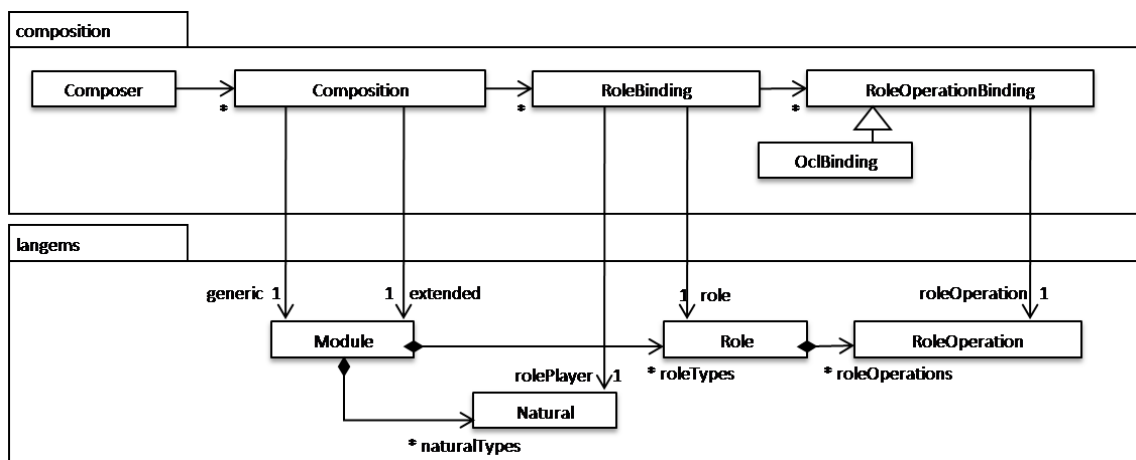 composition
Composer
Composition
RoleBinding
RoleOperationBinding
*
*
*
OclBinding
langems
generic 1
1 extended
1 role
roleOperation 1
Module
Role
RoleOperation
rolePlayer 1
* roleTypes
* roleOperations
Natural
* naturalTypes